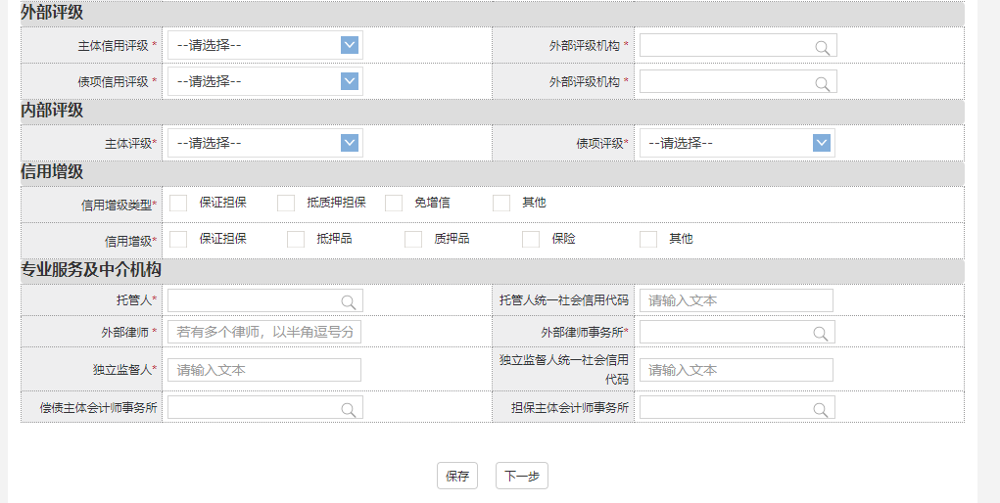 外部评级
主体信用评级 * --请选择-- 外部评级机构 *
债项信用评级 * --请选择-- 外部评级机构 *
内部评级
主体评级* --请选择-- 债项评级* --请选择--
信用增级
信用增级类型* 保证担保 抵质押担保 免增信 其他
信用增级* 保证担保 抵押品 质押品 保险 其他
专业服务及中介机构
托管人* 托管人统一社会信用代码 请输入文本
外部律师 * 若有多个律师，以半角逗号分 外部律师事务所*
独立监督人* 请输入文本 独立监督人统一社会信用
代码 请输入文本
偿债主体会计师事务所 担保主体会计师事务所
保存 下一步